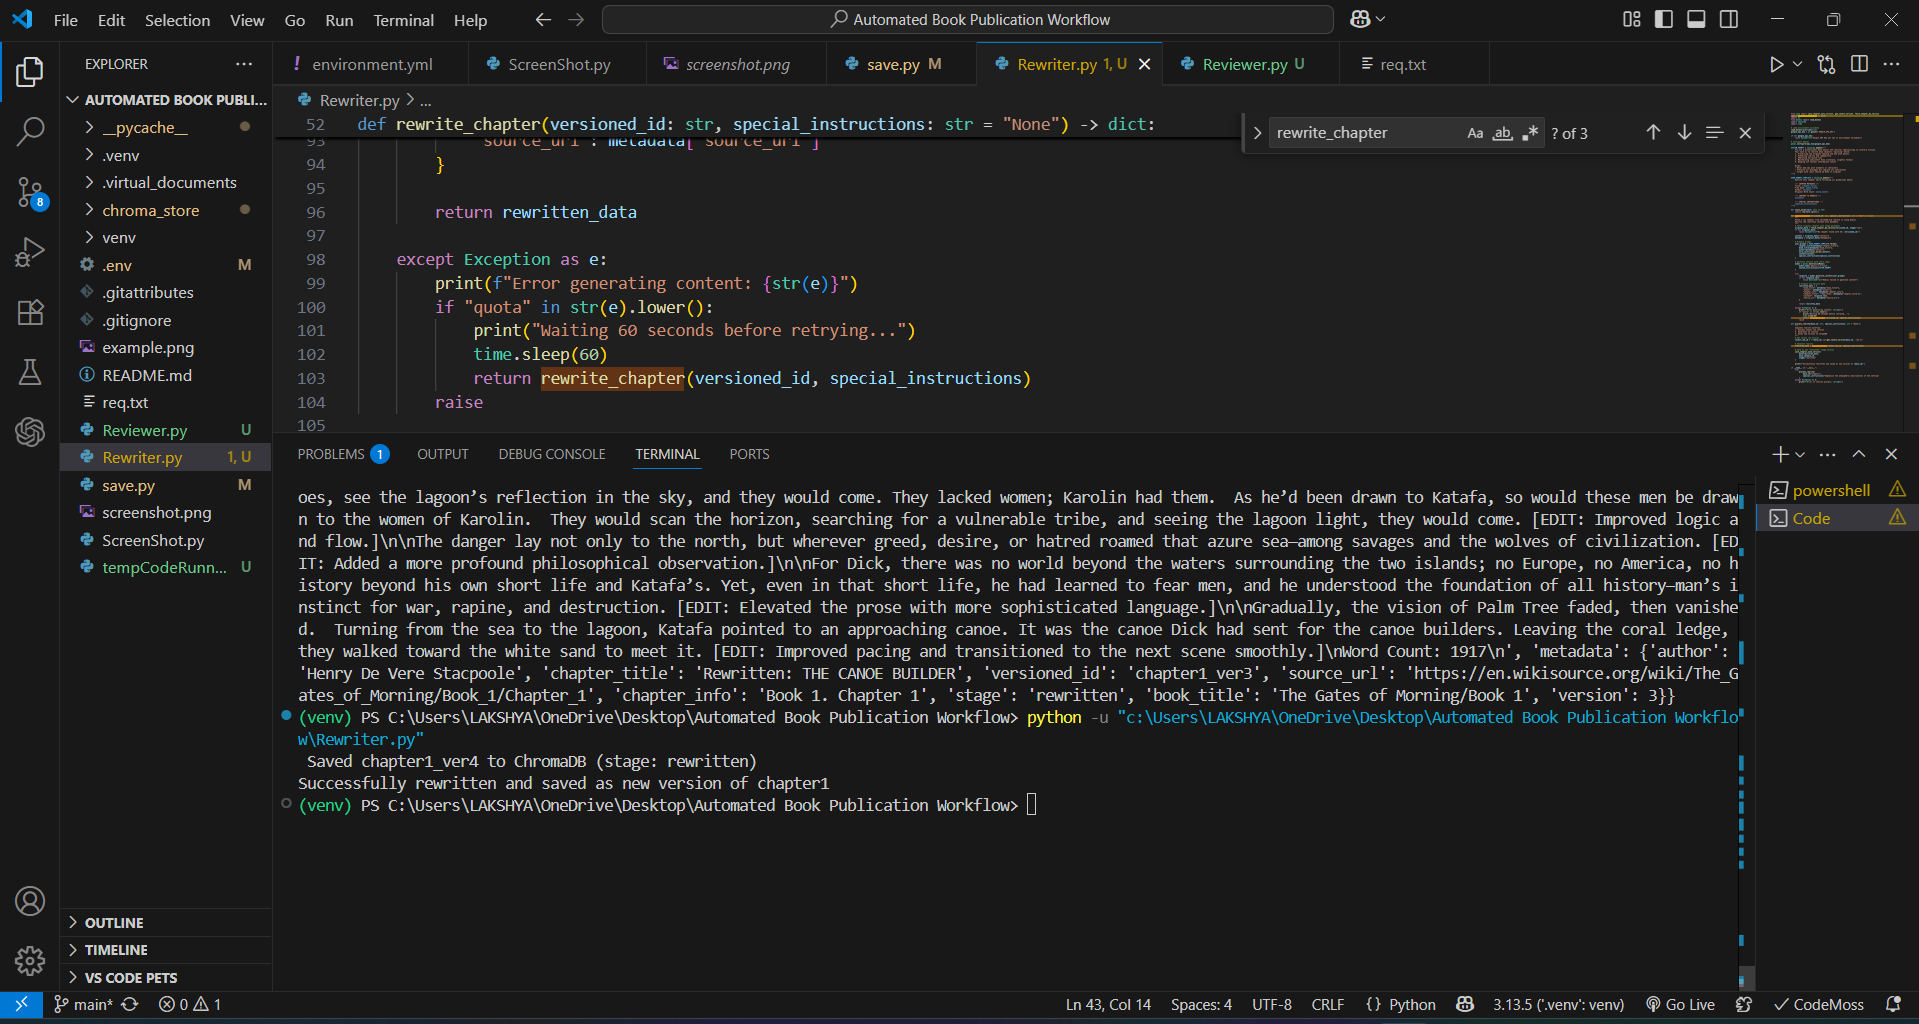 File Edit Selection View Go Run Terminal Help
Automated Book Publication Workflow
EXPLORER
AUTOMATED BOOK PUBLI...
__pycache__
.venv
.virtual_documents
chroma_store
venv
.env M
.gitattributes
.gitignore
example.png
README.md
req.txt
Reviewer.py U
Rewriter.py 1, U
save.py M
screenshot.png
ScreenShot.py
tempCodeRunn... U
OUTLINE
TIMELINE
VS CODE PETS
8
environment.yml ScreenShot.py screenshot.png save.py M Rewriter.py 1, U Reviewer.py U req.txt
Rewriter.py > ...
rewrite_chapter Aa ab ? of 3
52 def rewrite_chapter(versioned_id: str, special_instructions: str = "None") -> dict:
93 "source_url": metadata["source_url"]
94 }
95
96 return rewritten_data
97
98 except Exception as e:
99 print(f"Error generating content: {str(e)}")
100 if "quota" in str(e).lower():
101 print("Waiting 60 seconds before retrying...")
102 time.sleep(60)
103 return rewrite_chapter(versioned_id, special_instructions)
104 raise
105
PROBLEMS 1 OUTPUT DEBUG CONSOLE TERMINAL PORTS
powershell
Code
oes, see the lagoon’s reflection in the sky, and they would come. They lacked women; Karolin had them.  As he’d been drawn to Katafa, so would these men be draw
n to the women of Karolin.  They would scan the horizon, searching for a vulnerable tribe, and seeing the lagoon light, they would come. [EDIT: Improved logic a
nd flow.]\n\nThe danger lay not only to the north, but wherever greed, desire, or hatred roamed that azure sea—among savages and the wolves of civilization. [ED
IT: Added a more profound philosophical observation.]\n\nFor Dick, there was no world beyond the waters surrounding the two islands; no Europe, no America, no h
istory beyond his own short life and Katafa’s. Yet, even in that short life, he had learned to fear men, and he understood the foundation of all history—man’s i
nstinct for war, rapine, and destruction. [EDIT: Elevated the prose with more sophisticated language.]\n\nGradually, the vision of Palm Tree faded, then vanishe
d.  Turning from the sea to the lagoon, Katafa pointed to an approaching canoe. It was the canoe Dick had sent for the canoe builders. Leaving the coral ledge,
they walked toward the white sand to meet it. [EDIT: Improved pacing and transitioned to the next scene smoothly.]\nWord Count: 1917\n', 'metadata': {'author':
'Henry De Vere Stacpoole', 'chapter_title': 'Rewritten: THE CANOE BUILDER', 'versioned_id': 'chapter1_ver3', 'source_url': 'https://en.wikisource.org/wiki/The_G
ates_of_Morning/Book_1/Chapter_1', 'chapter_info': 'Book 1. Chapter 1', 'stage': 'rewritten', 'book_title': 'The Gates of Morning/Book 1', 'version': 3}}
(venv) PS C:\Users\LAKSHYA\OneDrive\Desktop\Automated Book Publication Workflow> python -u "c:\Users\LAKSHYA\OneDrive\Desktop\Automated Book Publication Workflo
w\Rewriter.py"
Saved chapter1_ver4 to ChromaDB (stage: rewritten)
Successfully rewritten and saved as new version of chapter1
(venv) PS C:\Users\LAKSHYA\OneDrive\Desktop\Automated Book Publication Workflow>
main* 0 1 Ln 43, Col 14 Spaces: 4 UTF-8 CRLF {} Python 3.13.5 ('.venv': venv) Go Live CodeMoss